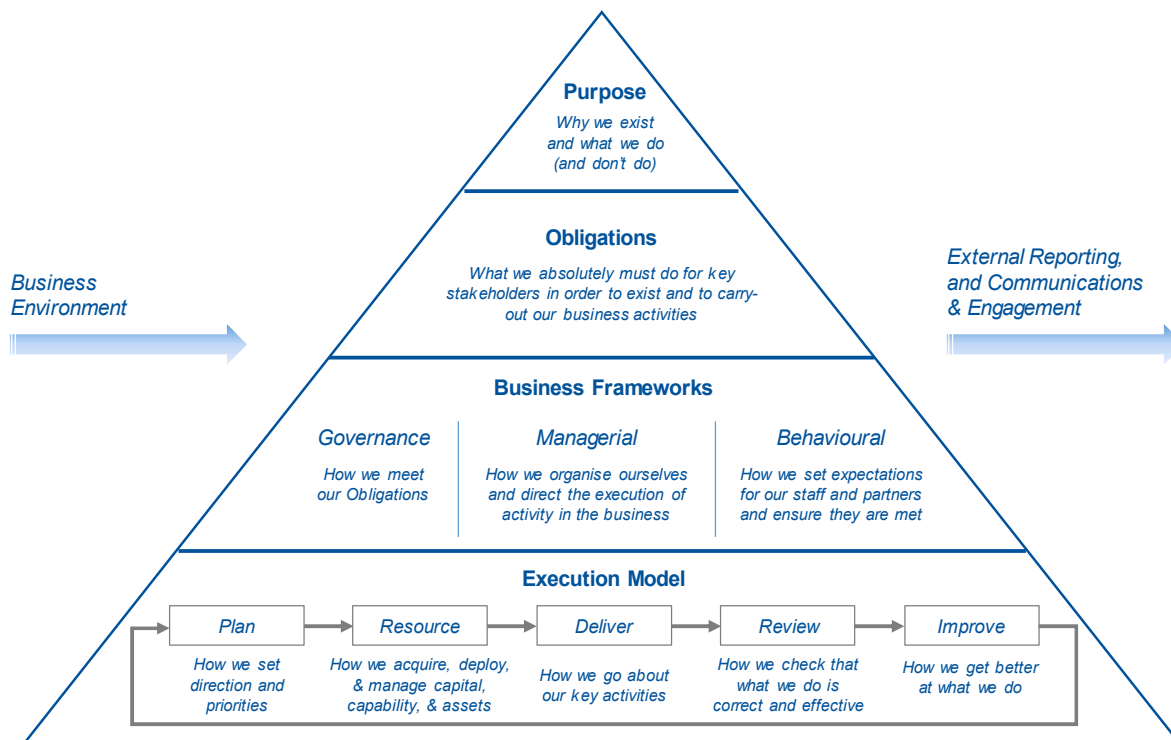 Purpose
Why we exist
and what we do
(and don't do)
Obligations
What we absolutely must do for key
stakeholders in order to exist and to carry-
out our business activities
Business
Environment
External Reporting,
and Communications
& Engagement
Business Frameworks
Governance
How we meet
our Obligations
Managerial
How we organise ourselves
and direct the execution of
activity in the business
Behavioural
How we set expectations
for our staff and partners
and ensure they are met
Execution Model
Plan
How we set
direction and
priorities
Resource
How we acquire, deploy,
& manage capital,
capability, & assets
Deliver
How we go about
our key activities
Review
How we check that
what we do is
correct and effective
Improve
How we get better
at what we do